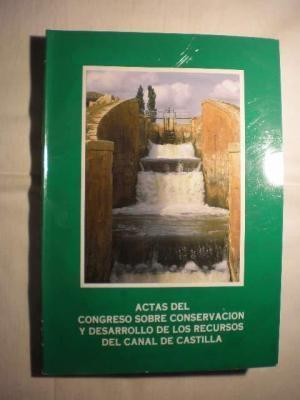 ACTAS DEL
CONGRESO SOBRE CONSERVACION
Y DESARROLLO DE LOS RECURSOS
DEL CANAL DE CASTILLA